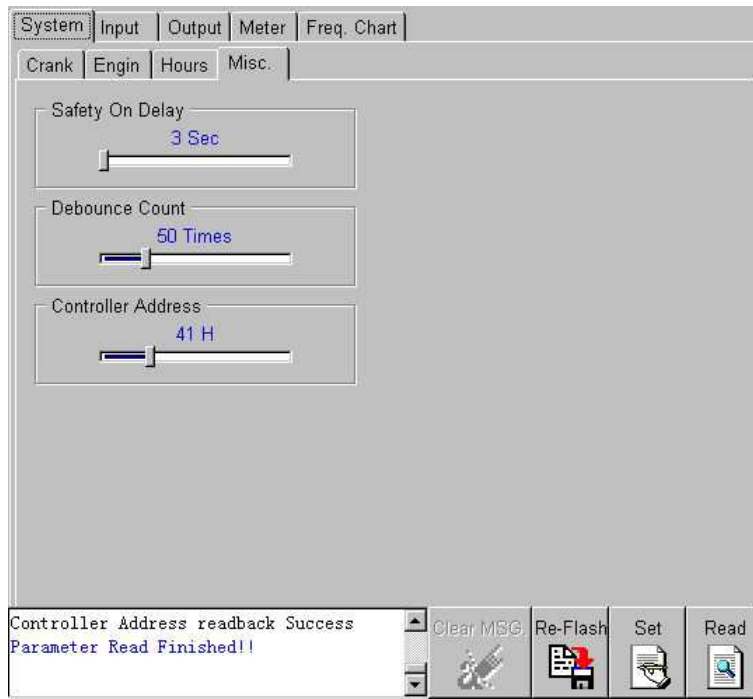 System Input Output Meter Freq. Chart
Crank Engin Hours Misc.
Safety On Delay
3 Sec
Debounce Count
50 Times
Controller Address
41 H
Controller Address readback Success
Parameter Read Finished!!
Clear MSG. Re-Flash Set Read